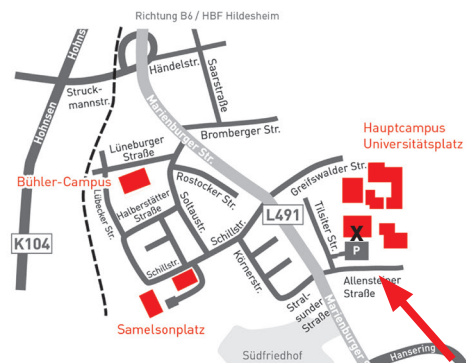 Richtung B6 / HBF Hildesheim
Hohnsen
Händelstr.
Saarstraße
Struck-
mannstr.
Marienburger Str.
Bromberger Str.
Hauptcampus
Universitätsplatz
Lüneburger
Straße
Bühler-Campus
Rostocker Str.
Greifswalder Str.
Lübecker Str.
Halberstätter
Straße
Soltaustr.
L491
Tilsiter Str.
X
P
K104
Hohnsen
Schillstr.
Schillstr.
Körnerstr.
Allensteiner
Straße
Stral-
sunder
Straße
Marienburger
Samelsonplatz
Südfriedhof
Hansering